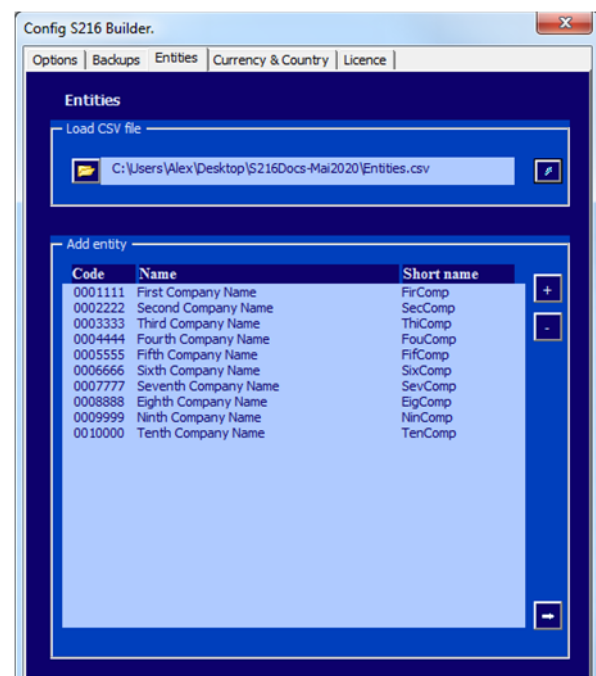 Config S216 Builder.
Options Backups Entities Currency & Country Licence
Entities
Load CSV file
C:\Users\Alex\Desktop\S216Docs-Mai2020\Entities.csv
Add entity
Code Name Short name
0001111 First Company Name FirComp
0002222 Second Company Name SecComp
0003333 Third Company Name ThiComp
0004444 Fourth Company Name FouComp
0005555 Fifth Company Name FifComp
0006666 Sixth Company Name SixComp
0007777 Seventh Company Name SevComp
0008888 Eighth Company Name EigComp
0009999 Ninth Company Name NinComp
0010000 Tenth Company Name TenComp
+
-